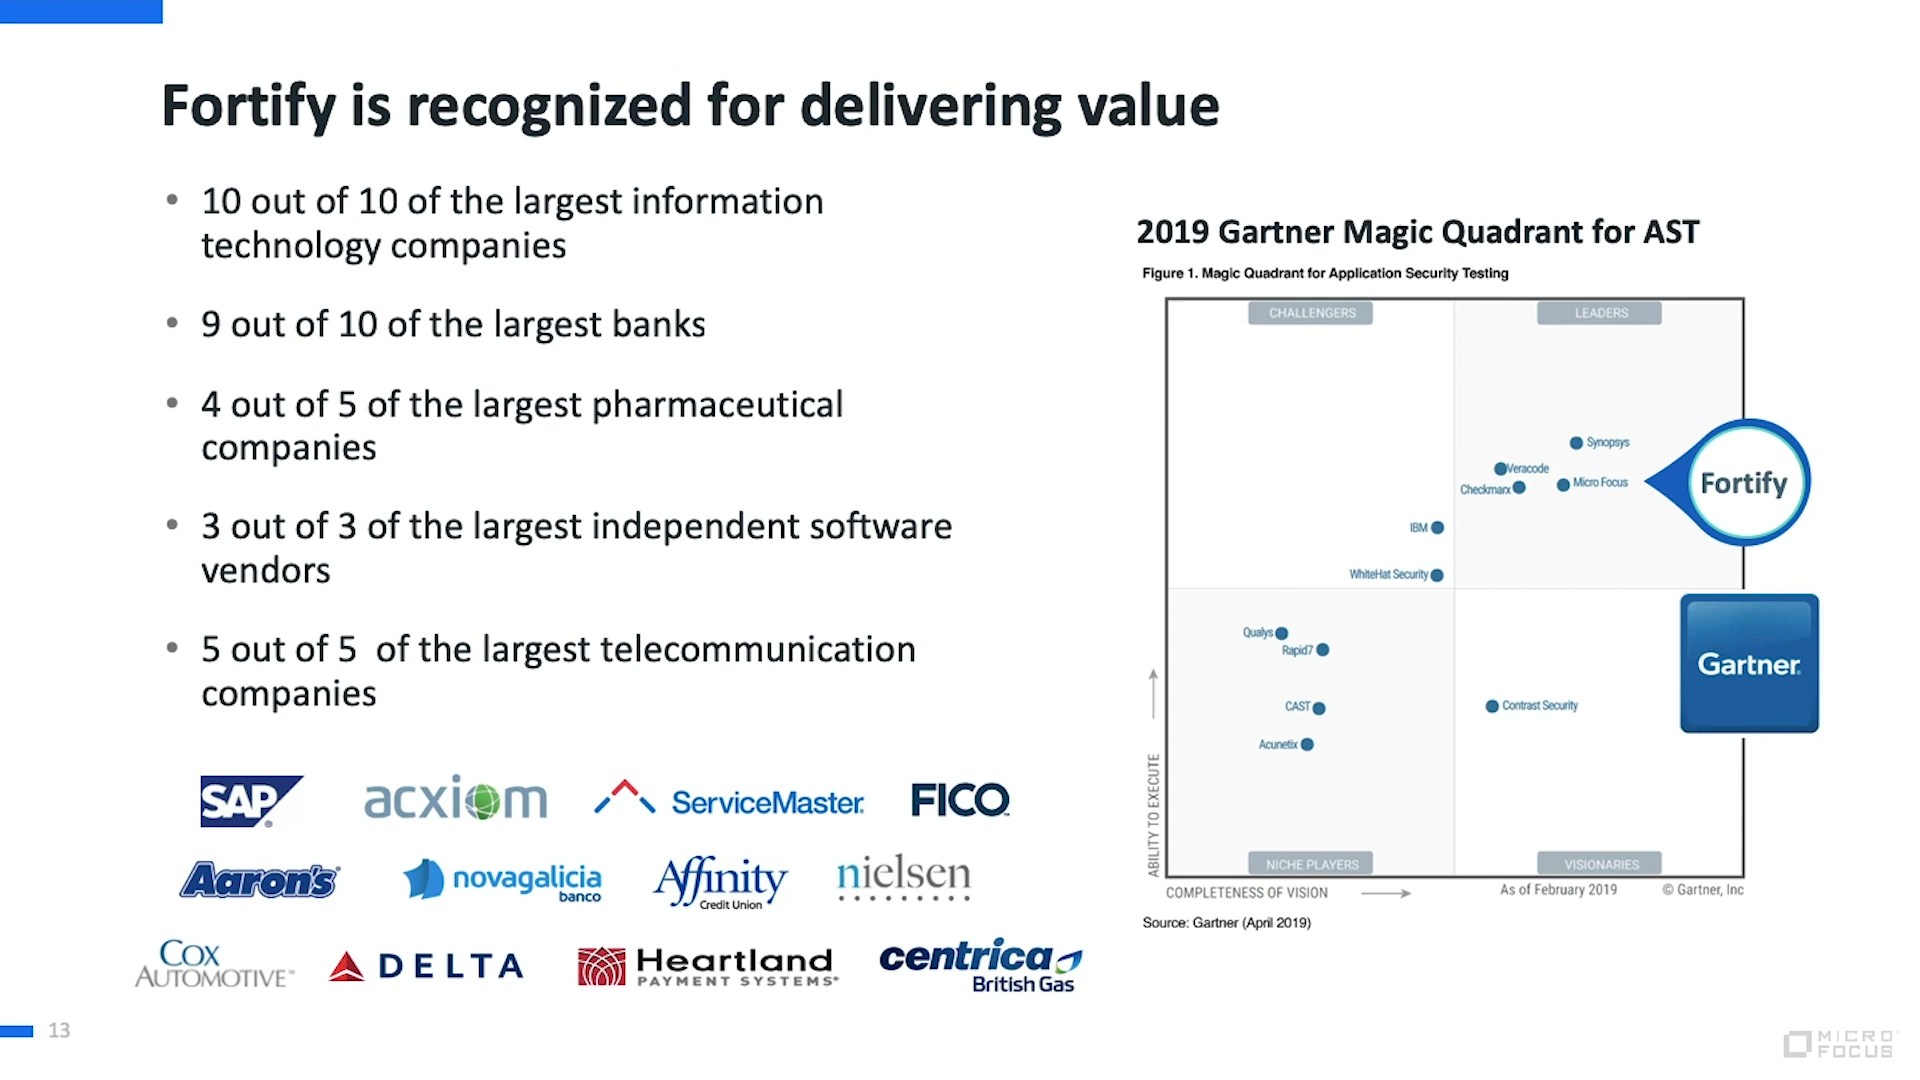 Fortify is recognized for delivering value
• 10 out of 10 of the largest information
technology companies
• 9 out of 10 of the largest banks
• 4 out of 5 of the largest pharmaceutical
companies
• 3 out of 3 of the largest independent software
vendors
• 5 out of 5 of the largest telecommunication
companies
SAP®
acxiom
ServiceMaster.
FICO™
Aaron's®
novagalicia
banco
Affinity
Credit Union
nielsen
COX
AUTOMOTIVE™
DELTA
Heartland
PAYMENT SYSTEMS®
centrica
British Gas
2019 Gartner Magic Quadrant for AST
Figure 1. Magic Quadrant for Application Security Testing
CHALLENGERS
LEADERS
Synopsys
Veracode
Micro Focus
Checkmarx
Fortify
IBM
WhiteHat Security
Qualys
Rapid7
Gartner
CAST
Contrast Security
Acunetix
ABILITY TO EXECUTE
NICHE PLAYERS
VISIONARIES
COMPLETENESS OF VISION
As of February 2019
© Gartner, Inc
Source: Gartner (April 2019)
13
MICRO
FOCUS